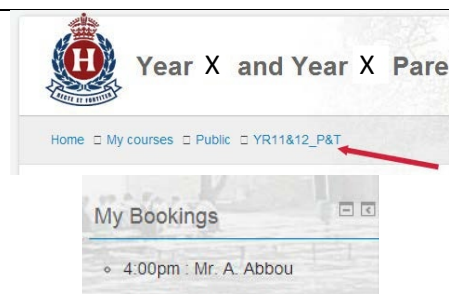 H
Year X and Year X Pare
Home □ My courses □ Public □ YR11&12_P&T
My Bookings
4:00pm : Mr. A. Abbou